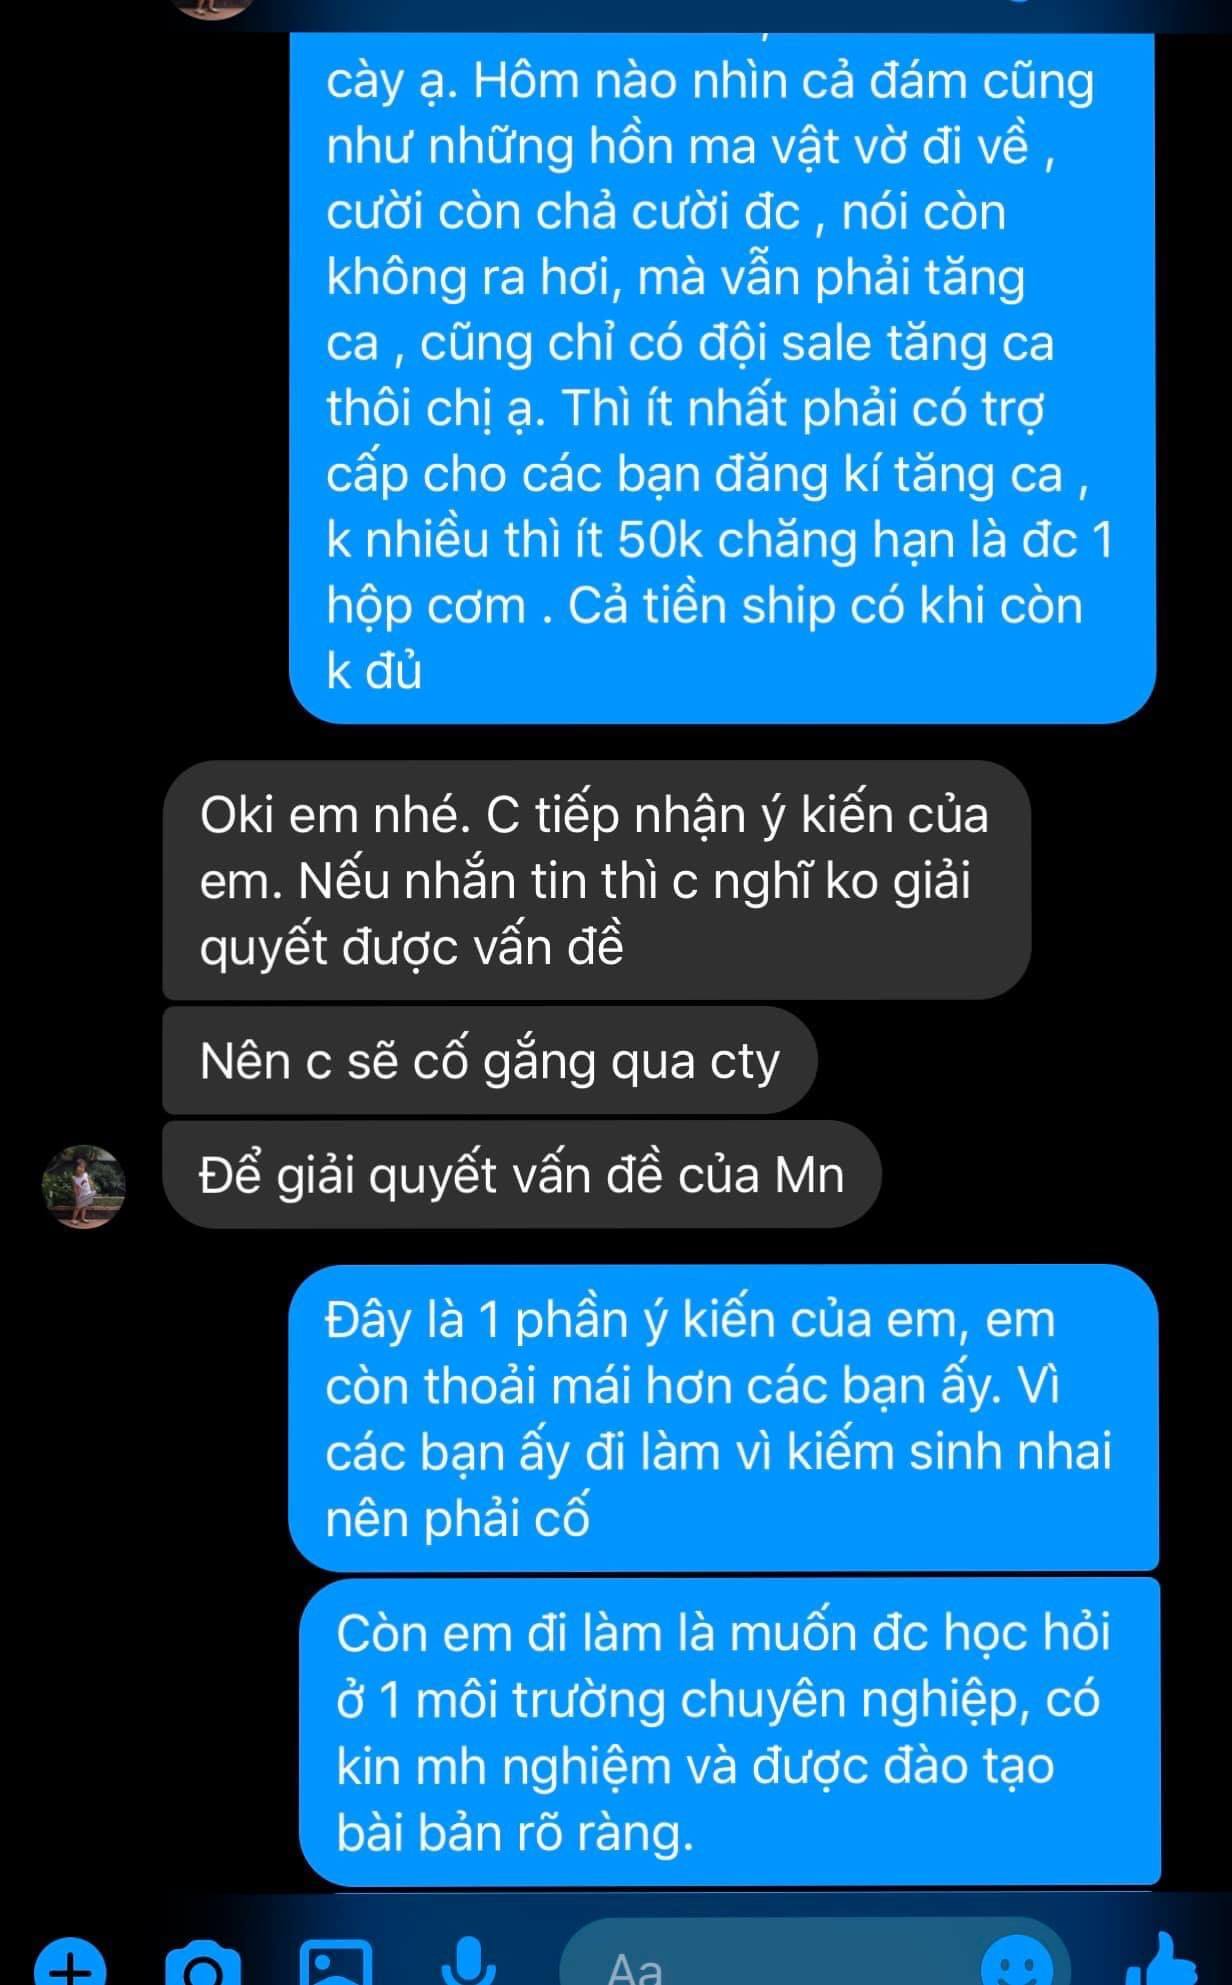 cày ạ. Hôm nào nhìn cả đám cũng
như những hồn ma vật vờ đi về ,
cười còn chả cười đc , nói còn
không ra hơi, mà vẫn phải tăng
ca , cũng chỉ có đội sale tăng ca
thôi chị ạ. Thì ít nhất phải có trợ
cấp cho các bạn đăng kí tăng ca ,
k nhiều thì ít 50k chăng hạn là đc 1
hộp cơm . Cả tiền ship có khi còn
k đủ
Oki em nhé. C tiếp nhận ý kiến của
em. Nếu nhắn tin thì c nghĩ ko giải
quyết được vấn đề
Nên c sẽ cố gắng qua cty
Để giải quyết vấn đề của Mn
Đây là 1 phần ý kiến của em, em
còn thoải mái hơn các bạn ấy. Vì
các bạn ấy đi làm vì kiếm sinh nhai
nên phải cố
Còn em đi làm là muốn đc học hỏi
ở 1 môi trường chuyên nghiệp, có
kin mh nghiệm và được đào tạo
bài bản rõ ràng.
Aa